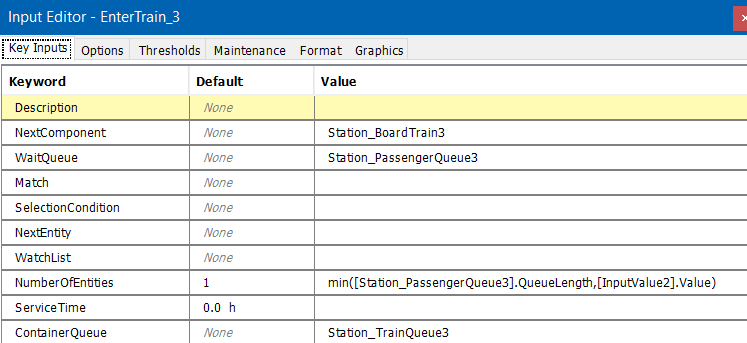 Input Editor - EnterTrain_3
Key Inputs Options Thresholds Maintenance Format Graphics
Keyword Default Value
Description None
NextComponent None Station_BoardTrain3
WaitQueue None Station_PassengerQueue3
Match None
SelectionCondition None
NextEntity None
WatchList None
NumberOfEntities 1 min([Station_PassengerQueue3].QueueLength,[InputValue2].Value)
ServiceTime 0.0 h
ContainerQueue None Station_TrainQueue3